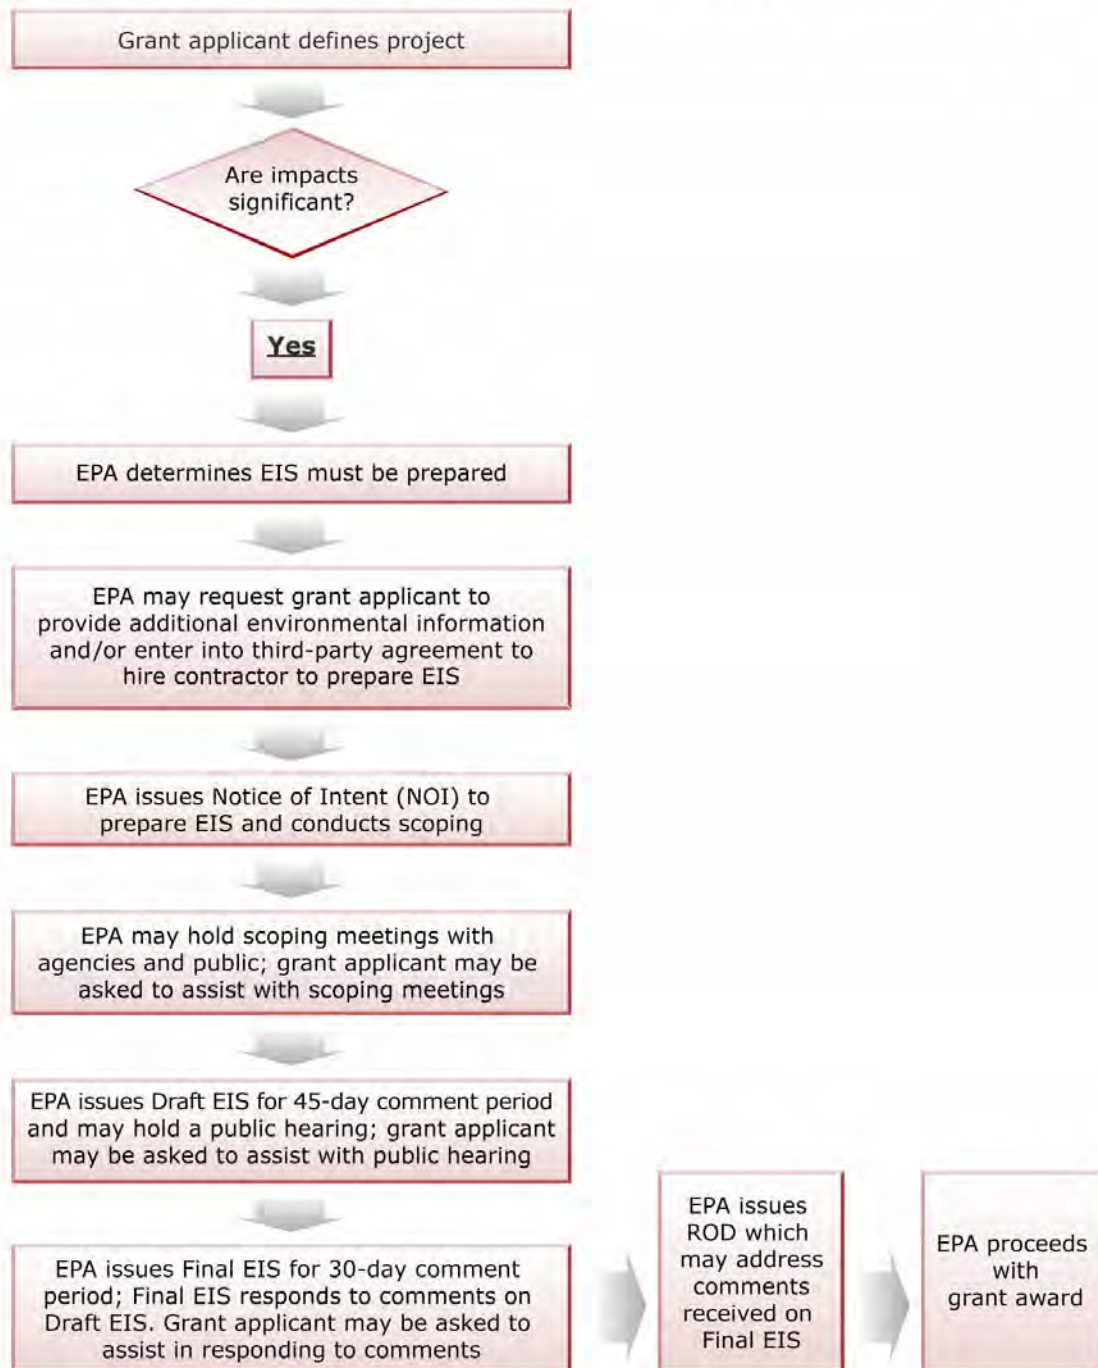 Grant applicant defines project
Are impacts
significant?
Yes
EPA determines EIS must be prepared
EPA may request grant applicant to
provide additional environmental information
and/or enter into third-party agreement to
hire contractor to prepare EIS
EPA issues Notice of Intent (NOI) to
prepare EIS and conducts scoping
EPA may hold scoping meetings with
agencies and public; grant applicant may be
asked to assist with scoping meetings
EPA issues Draft EIS for 45-day comment period
and may hold a public hearing; grant applicant
may be asked to assist with public hearing
EPA issues Final EIS for 30-day comment
period; Final EIS responds to comments on
Draft EIS. Grant applicant may be asked to
assist in responding to comments
EPA issues
ROD which
may address
comments
received on
Final EIS
EPA proceeds
with
grant award